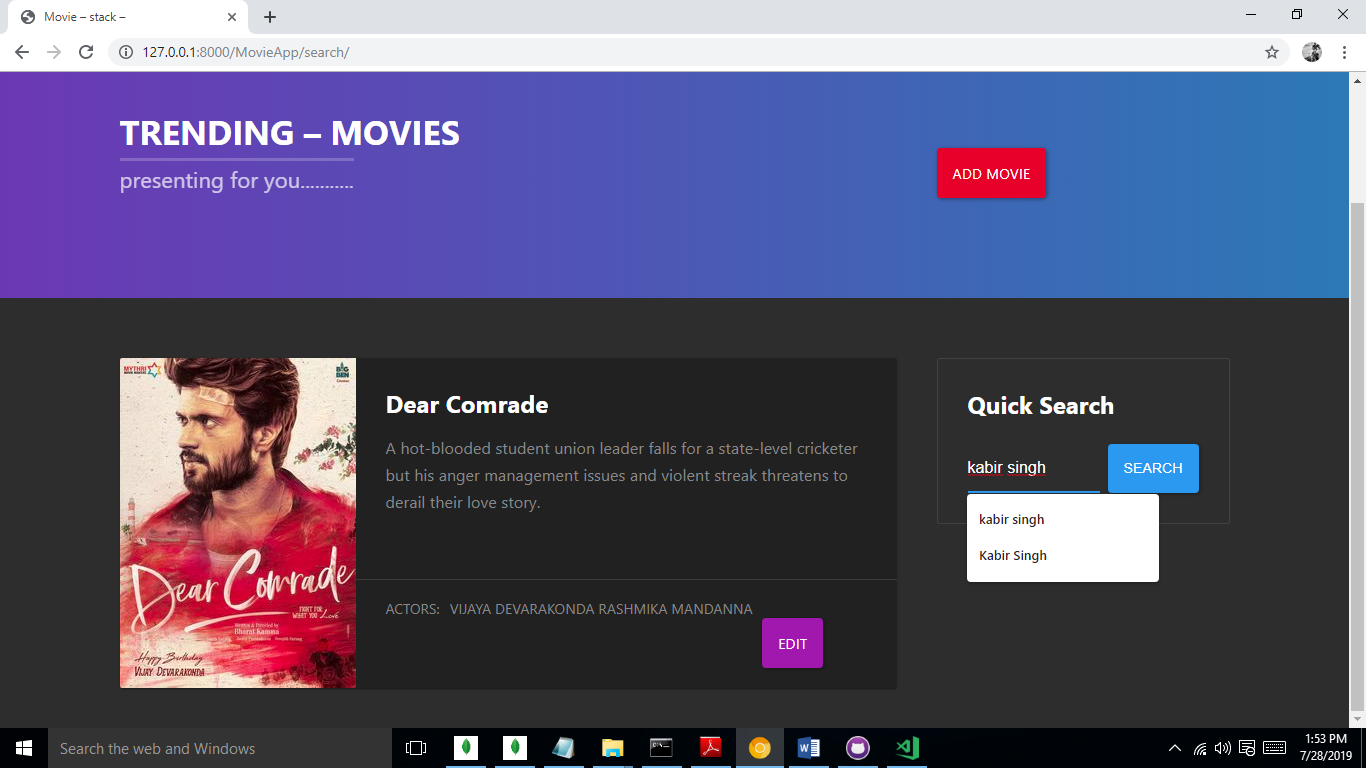 Movie – stack –
127.0.0.1:8000/MovieApp/search/
TRENDING – MOVIES
presenting for you...........
ADD MOVIE
MYTHRI
BIG BEN
Dear Comrade
FIGHT FOR
WHAT YOU Love
Written & Directed by
Bharat Kamma
Happy Birthday
VIJAY DEVARAKONDA
Dear Comrade
A hot-blooded student union leader falls for a state-level cricketer
but his anger management issues and violent streak threatens to
derail their love story.
ACTORS: VIJAYA DEVARAKONDA RASHMIKA MANDANNA
EDIT
Quick Search
kabir singh
SEARCH
kabir singh
Kabir Singh
Search the web and Windows
1:53 PM
7/28/2019